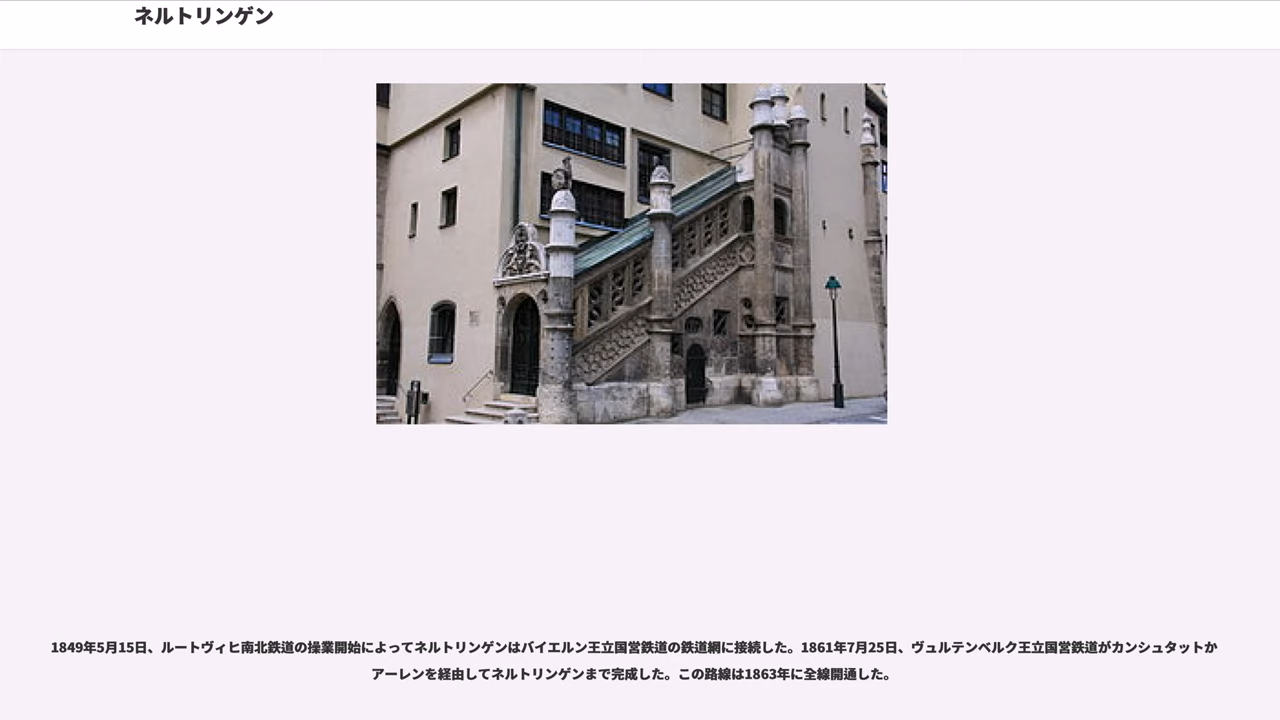 ネルトリンゲン
1849年5月15日、ルートヴィヒ南北鉄道の操業開始によってネルトリンゲンはバイエルン王立国営鉄道の鉄道網に接続した。1861年7月25日、ヴュルテンベルク王立国営鉄道がカンシュタットか
アーレンを経由してネルトリンゲンまで完成した。この路線は1863年に全線開通した。